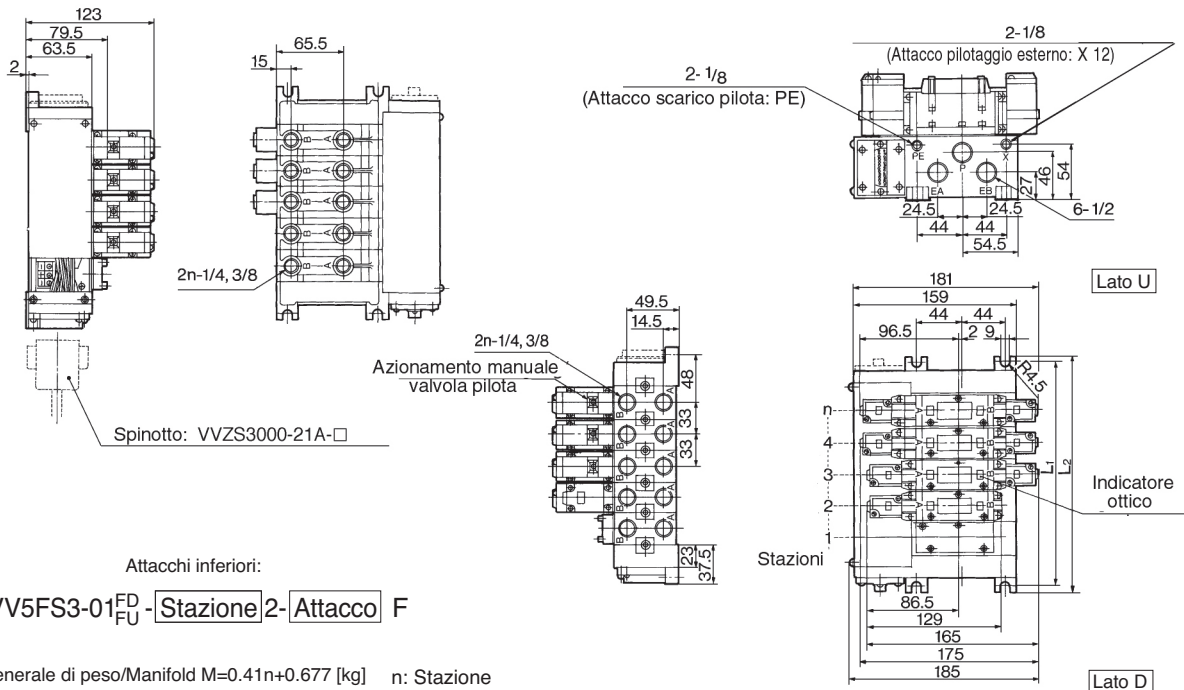 123
79.5
63.5
2
65.5
15
2n-1/4, 3/8
B
A
B
A
B
A
B
A
B
A
Spinotto: VVZS3000-21A-□
2-1/8
(Attacco pilotaggio esterno: X 12)
2- 1/8
(Attacco scarico pilota: PE)
PE
P
X
EA
EB
27
46
54
24.5
24.5
6-1/2
44
44
54.5
Lato U
49.5
14.5
2n-1/4, 3/8
Azionamento manuale
valvola pilota
48
33
33
23
37.5
A
B
A
B
A
B
A
B
A
B
181
159
44
44
96.5
2
9
R4.5
n
4
3
2
1
A
B
A
B
A
B
A
B
L1
L2
Indicatore
ottico
Stazioni
86.5
129
165
175
185
Lato D
Attacchi inferiori:
VV5FS3-01FD
FU - Stazione 2- Attacco F
enerale di peso/Manifold M=0.41n+0.677 [kg] n: Stazione